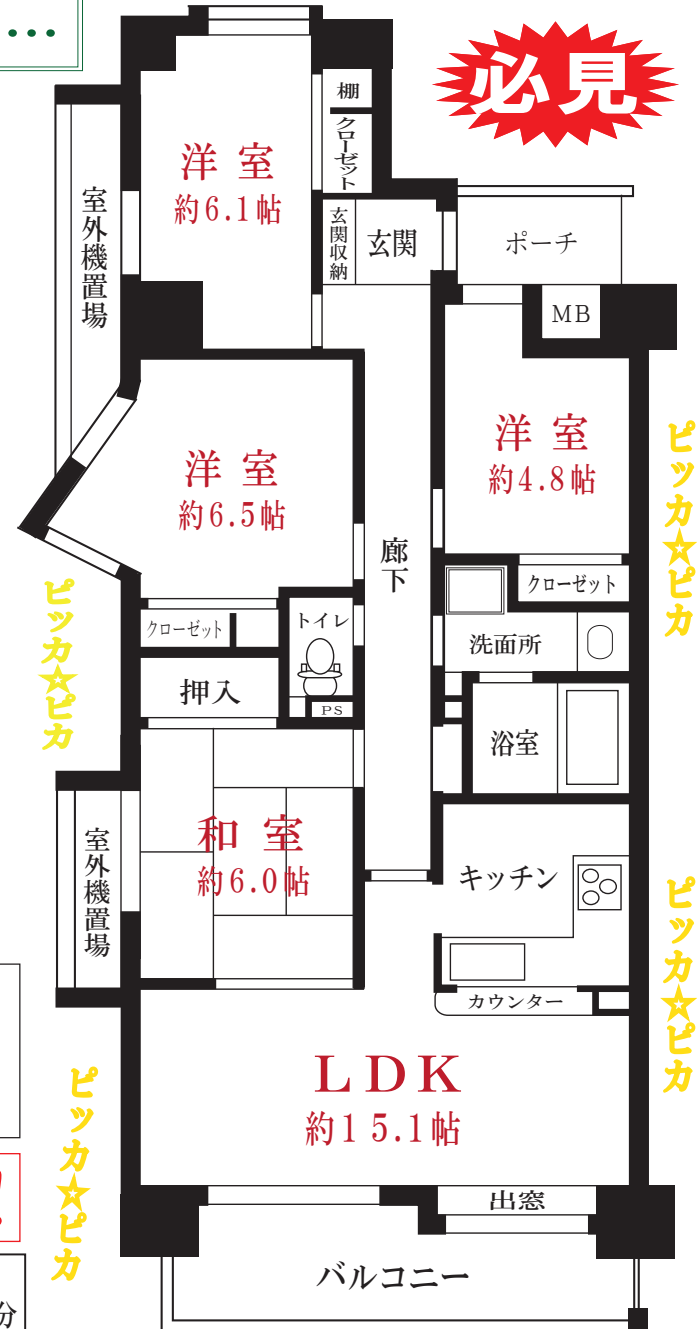 ...
必見
棚
クローゼット
洋室
約6.1帖
室外機置場
玄関収納
玄関
ポーチ
MB
洋室
約4.8帖
洋室
約6.5帖
ピッカ☆ピカ
廊下
クローゼット
ピッカ☆ピカ
クローゼット
トイレ
洗面所
押入
PS
浴室
和室
約6.0帖
室外機置場
キッチン
ピッカ☆ピカ
カウンター
LDK
約15.1帖
ピッカ☆ピカ
出窓
バルコニー
分